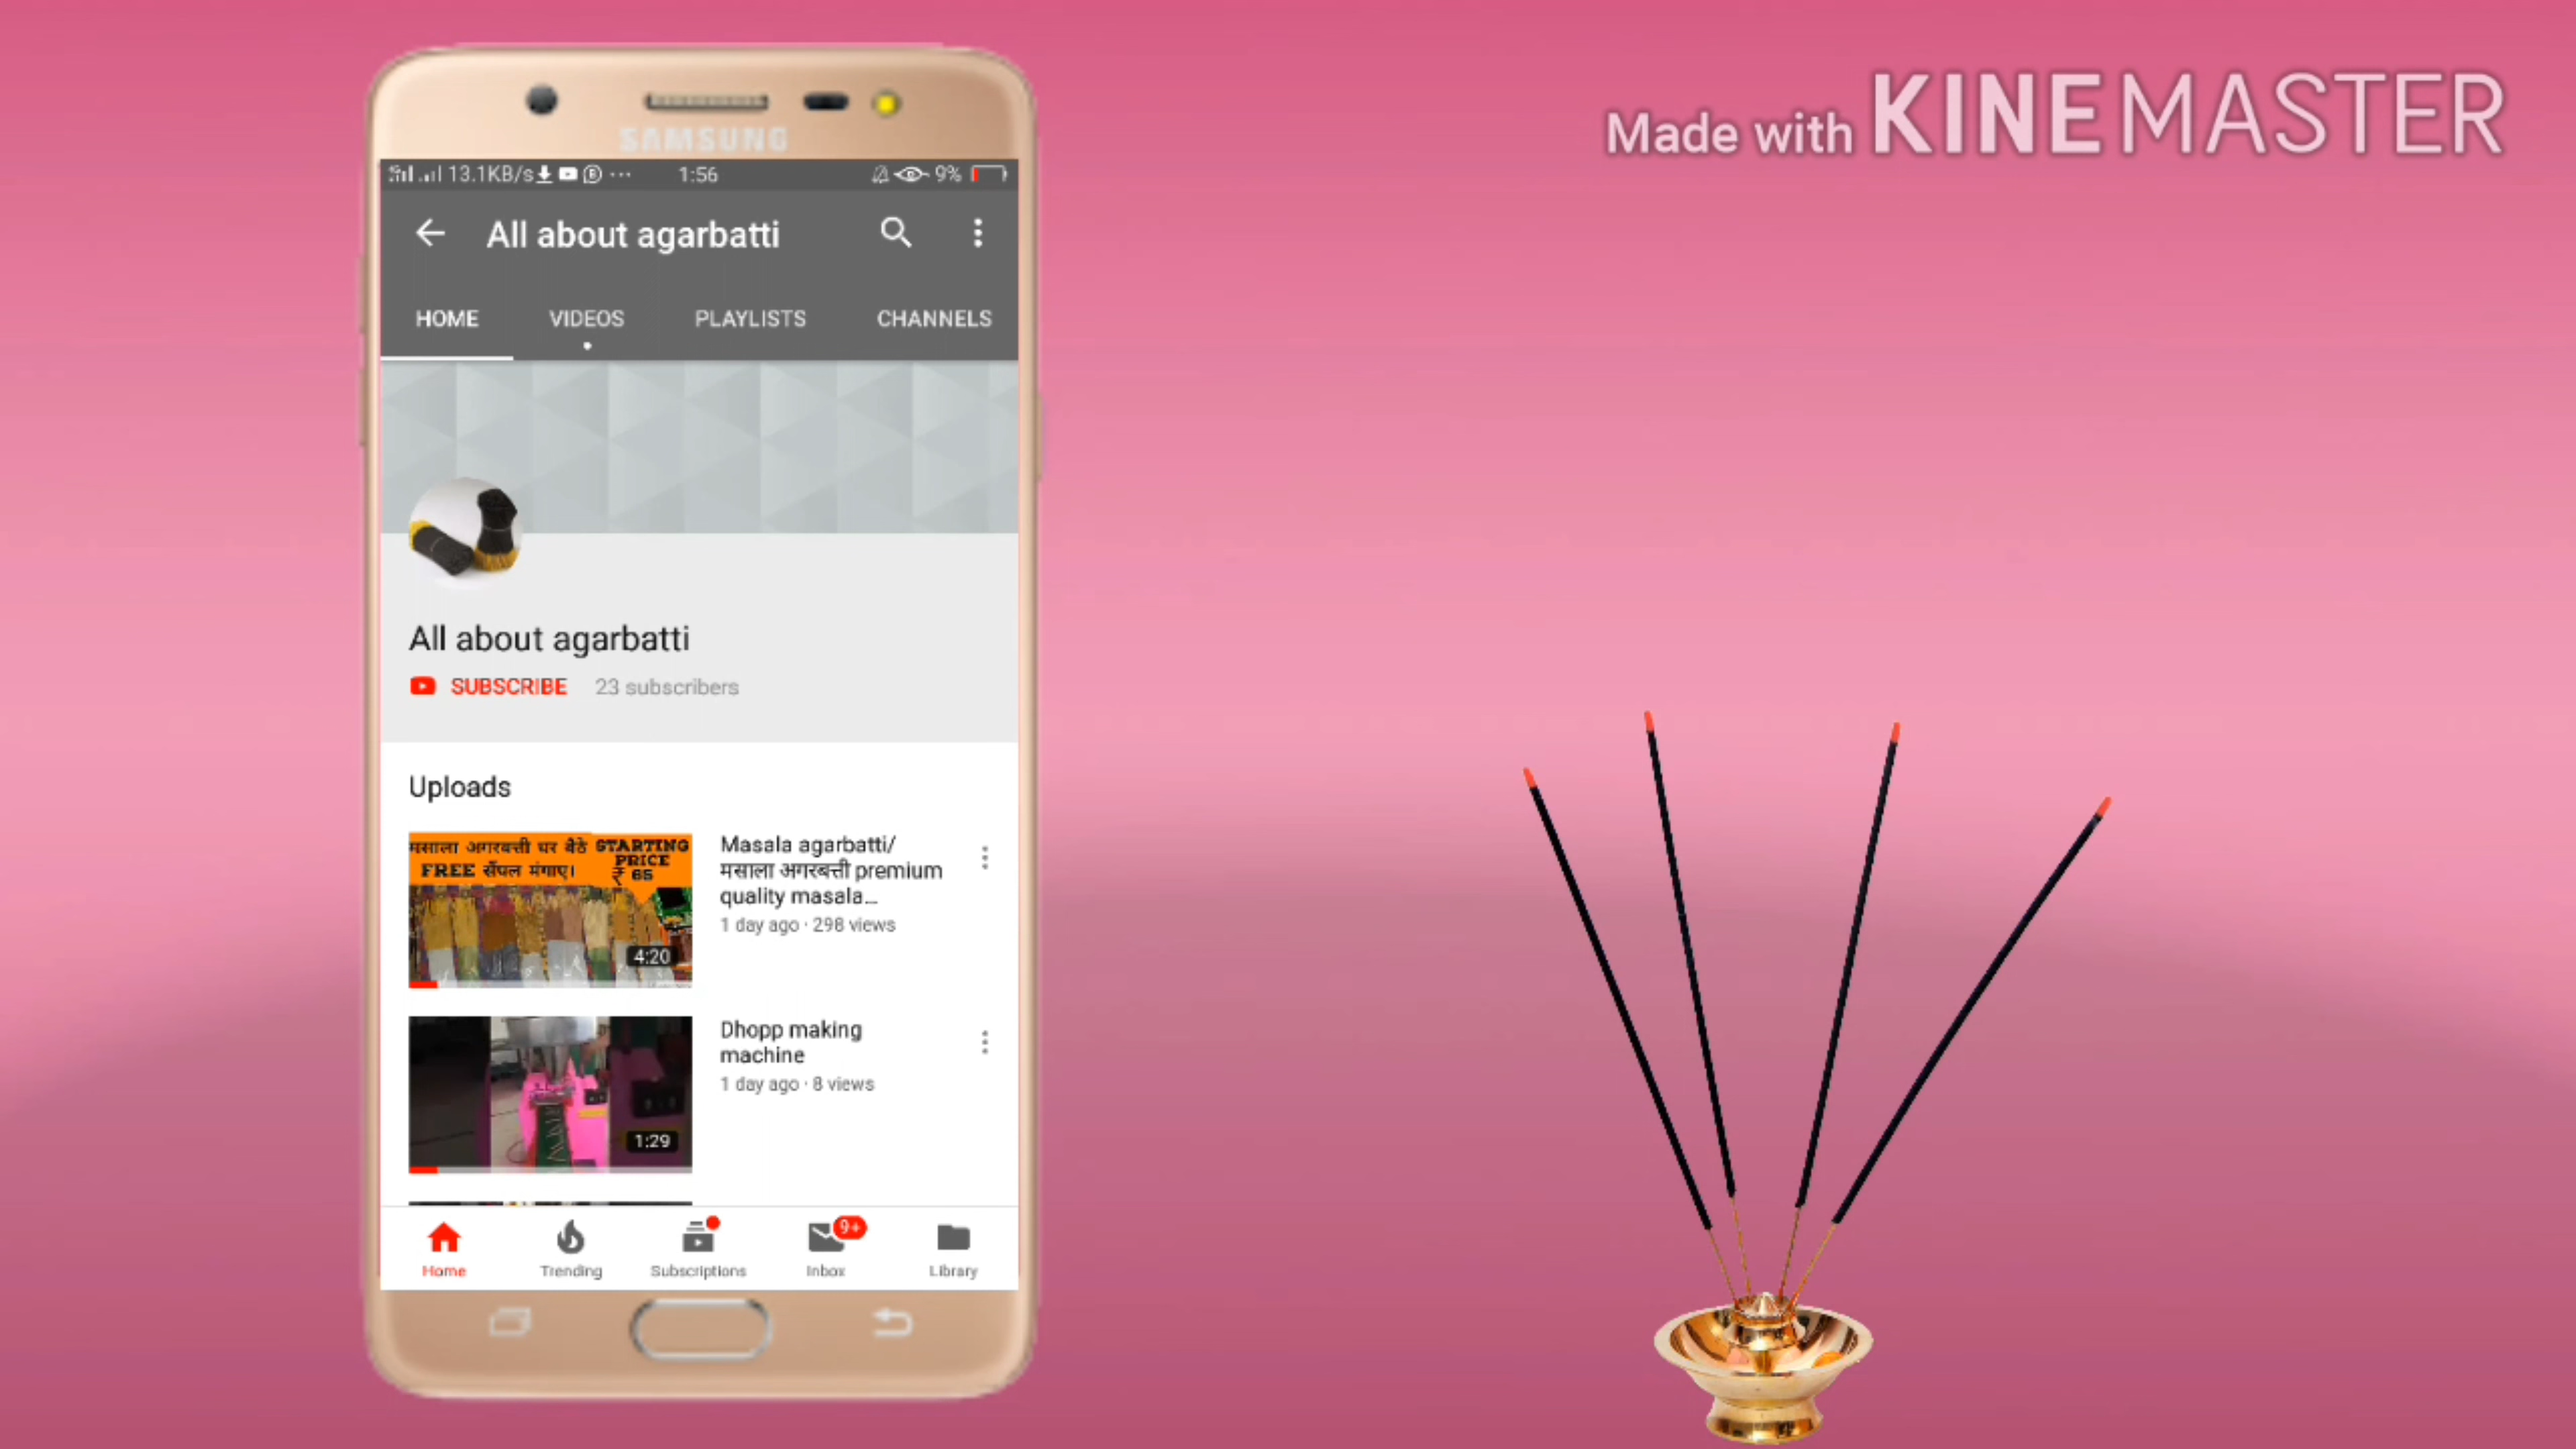 Made with KINEMASTER
SAMSUNG
13.1KB/s 1:56 9%
All about agarbatti
HOME VIDEOS PLAYLISTS CHANNELS
All about agarbatti
SUBSCRIBE 23 subscribers
Uploads
मसाला अगरबत्ती घर बैठे STARTING
PRICE
FREE सैंपल मंगाए। ₹ 65
4:20
Masala agarbatti/
मसाला अगरबत्ती premium
quality masala...
1 day ago · 298 views
1:29
Dhopp making
machine
1 day ago · 8 views
9+
Home Trending Subscriptions Inbox Library